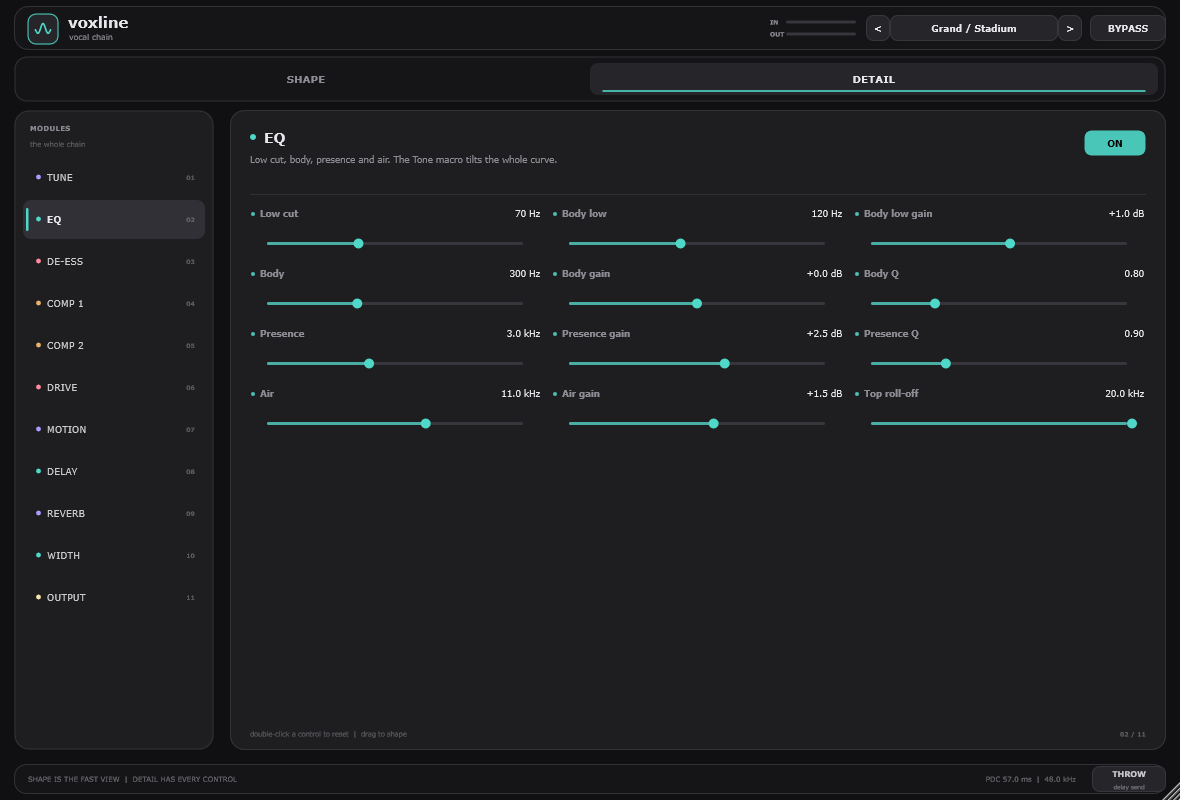 voxline
vocal chain
IN
OUT
< Grand / Stadium > BYPASS
SHAPE DETAIL
MODULES
the whole chain
TUNE 01
EQ 02
DE-ESS 03
COMP 1 04
COMP 2 05
DRIVE 06
MOTION 07
DELAY 08
REVERB 09
WIDTH 10
OUTPUT 11
EQ
Low cut, body, presence and air. The Tone macro tilts the whole curve.
ON
Low cut 70 Hz Body low 120 Hz Body low gain +1.0 dB
Body 300 Hz Body gain +0.0 dB Body Q 0.80
Presence 3.0 kHz Presence gain +2.5 dB Presence Q 0.90
Air 11.0 kHz Air gain +1.5 dB Top roll-off 20.0 kHz
double-click a control to reset | drag to shape 02 / 11
SHAPE IS THE FAST VIEW | DETAIL HAS EVERY CONTROL PDC 57.0 ms | 48.0 kHz
THROW
delay send